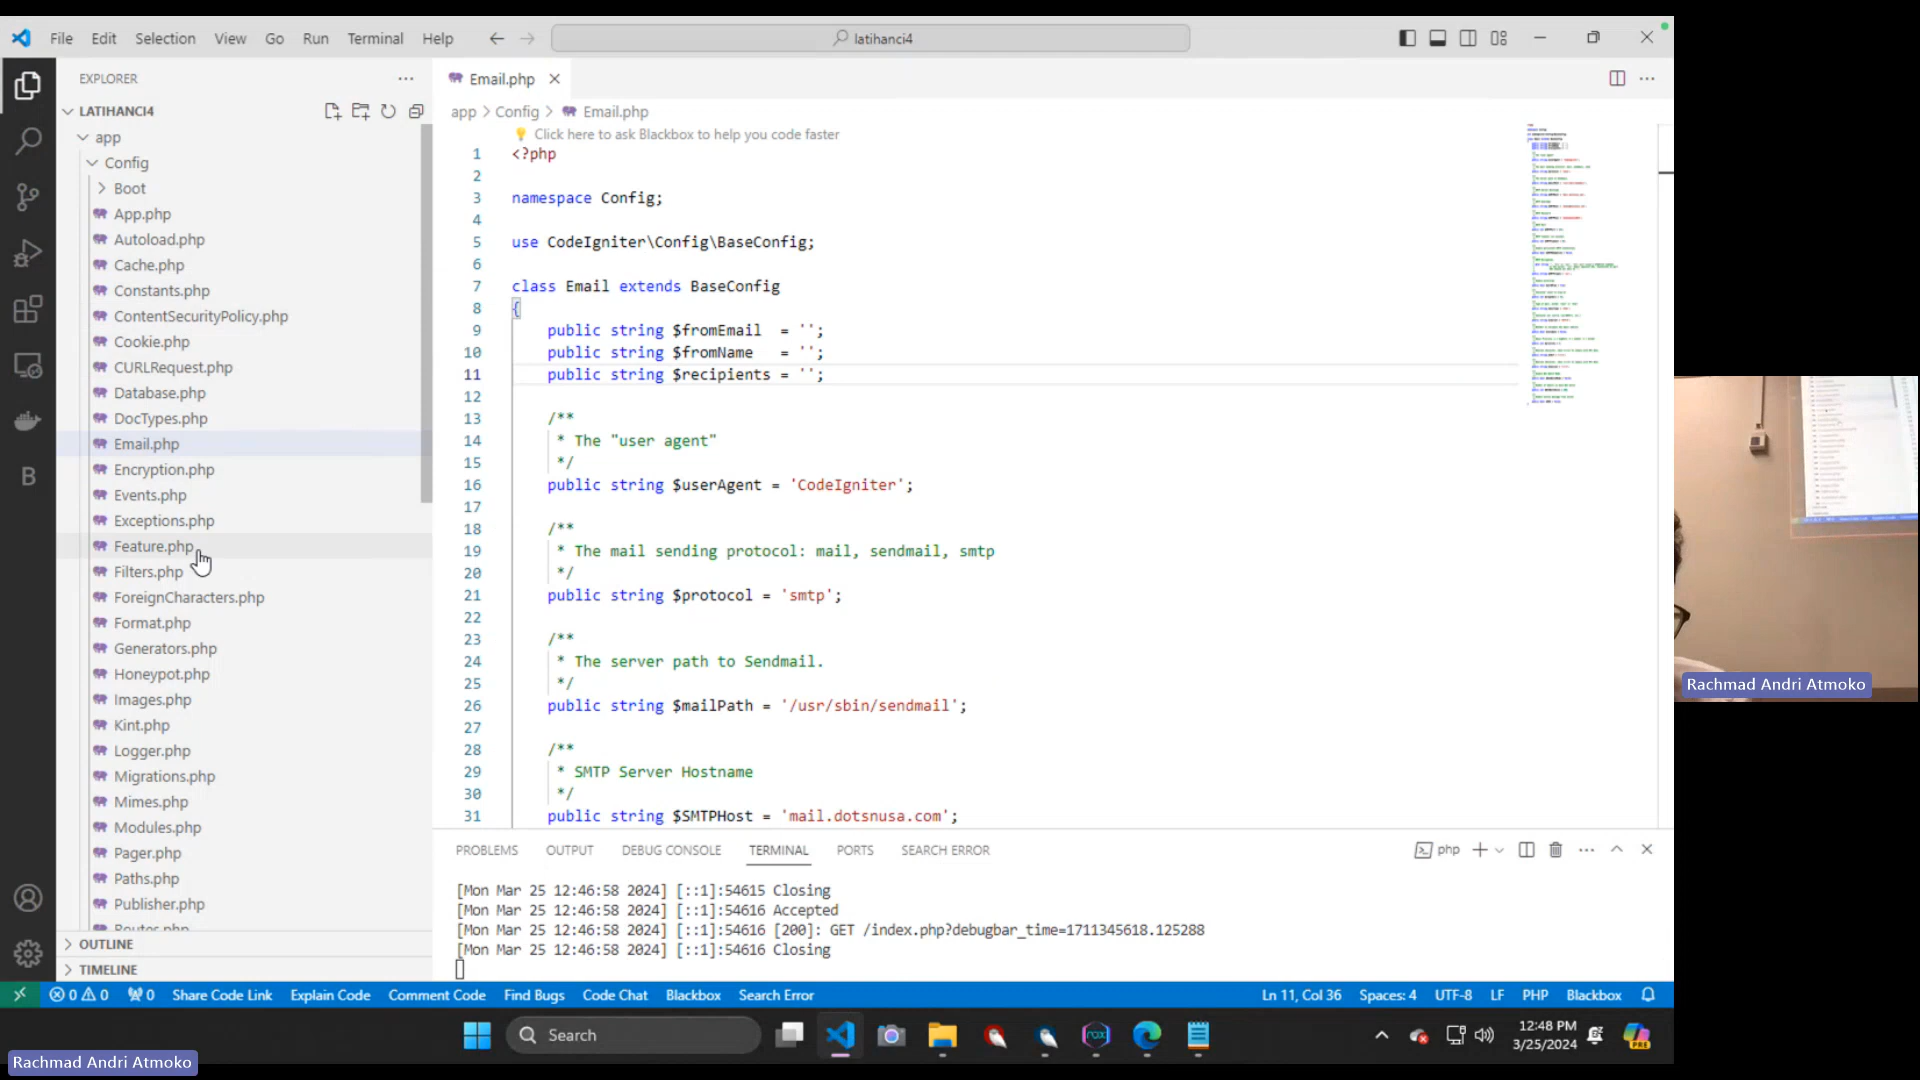 File Edit Selection View Go Run Terminal Help
latihanci4
EXPLORER
LATIHANCI4
app
Config
Boot
App.php
Autoload.php
Cache.php
Constants.php
ContentSecurityPolicy.php
Cookie.php
CURLRequest.php
Database.php
DocTypes.php
Email.php
Encryption.php
Events.php
Exceptions.php
Feature.php
Filters.php
ForeignCharacters.php
Format.php
Generators.php
Honeypot.php
Images.php
Kint.php
Logger.php
Migrations.php
Mimes.php
Modules.php
Pager.php
Paths.php
Publisher.php
Routes.php
OUTLINE
TIMELINE
Email.php
app > Config > Email.php
Click here to ask Blackbox to help you code faster
1 <?php
2
3 namespace Config;
4
5 use CodeIgniter\Config\BaseConfig;
6
7 class Email extends BaseConfig
8 {
9 public string $fromEmail = '';
10 public string $fromName = '';
11 public string $recipients = '';
12
13 /**
14 * The "user agent"
15 */
16 public string $userAgent = 'CodeIgniter';
17
18 /**
19 * The mail sending protocol: mail, sendmail, smtp
20 */
21 public string $protocol = 'smtp';
22
23 /**
24 * The server path to Sendmail.
25 */
26 public string $mailPath = '/usr/sbin/sendmail';
27
28 /**
29 * SMTP Server Hostname
30 */
31 public string $SMTPHost = 'mail.dotsnusa.com';
PROBLEMS OUTPUT DEBUG CONSOLE TERMINAL PORTS SEARCH ERROR
php
[Mon Mar 25 12:46:58 2024] [::1]:54615 Closing
[Mon Mar 25 12:46:58 2024] [::1]:54616 Accepted
[Mon Mar 25 12:46:58 2024] [::1]:54616 [200]: GET /index.php?debugbar_time=1711345618.125288
[Mon Mar 25 12:46:58 2024] [::1]:54616 Closing
0 0 0 Share Code Link Explain Code Comment Code Find Bugs Code Chat Blackbox Search Error
Ln 11, Col 36 Spaces: 4 UTF-8 LF PHP Blackbox
Search
12:48 PM
3/25/2024
PRE
Rachmad Andri Atmoko
Rachmad Andri Atmoko